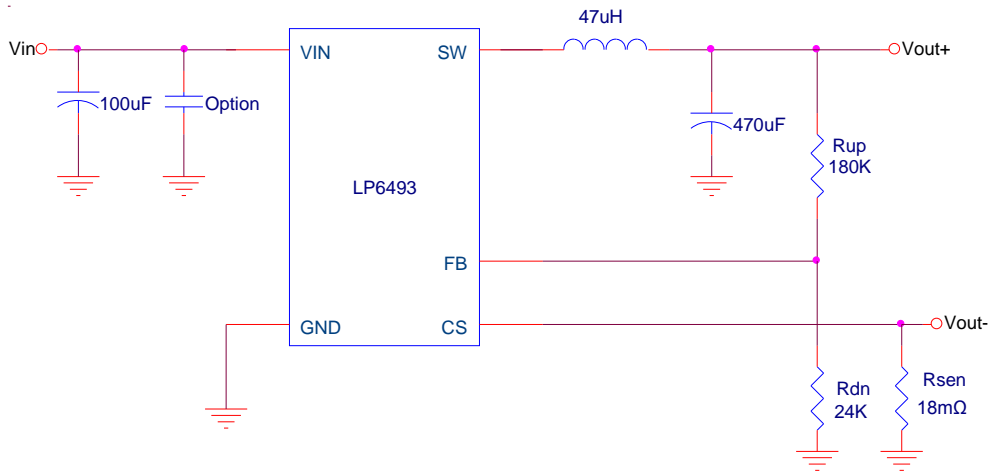 47uH
Vin
VIN
SW
Vout+
100uF
Option
470uF
Rup
180K
LP6493
FB
GND
CS
Vout-
Rdn
24K
Rsen
18mΩ